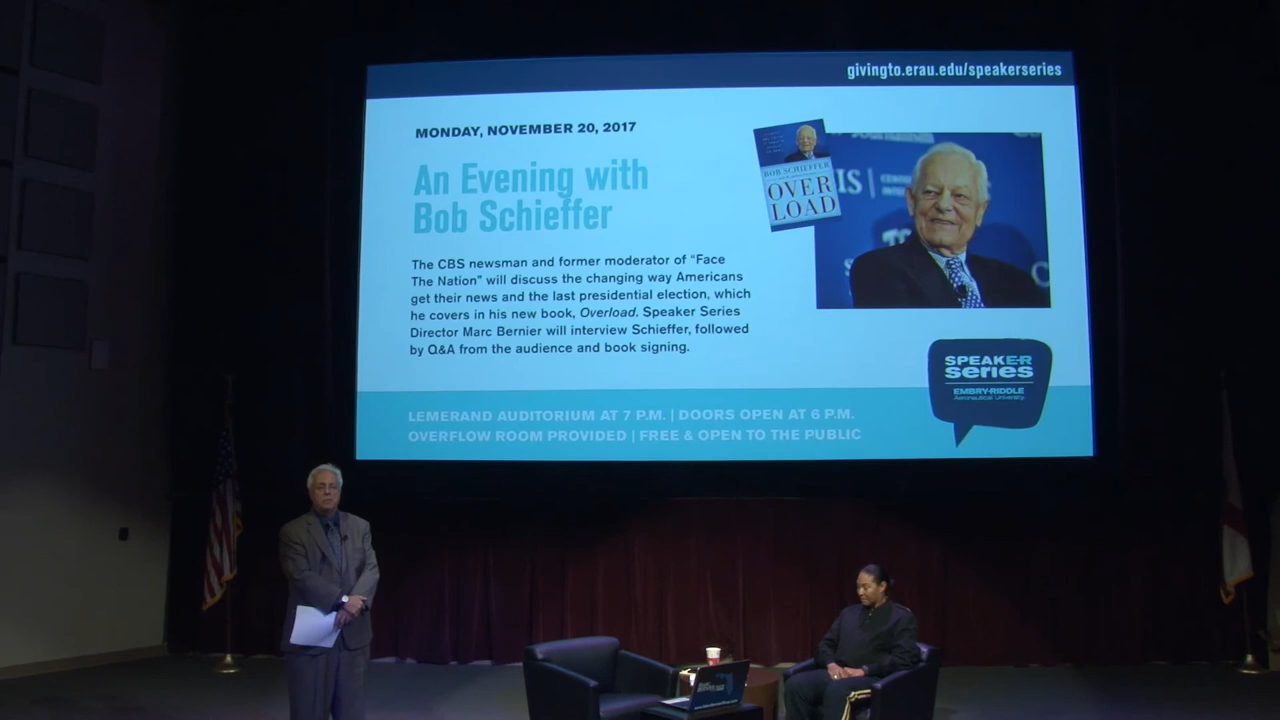 givingto.erau.edu/speakerseries
MONDAY, NOVEMBER 20, 2017
An Evening with
Bob Schieffer
The CBS newsman and former moderator of “Face
The Nation” will discuss the changing way Americans
get their news and the last presidential election, which
he covers in his new book, Overload. Speaker Series
Director Marc Bernier will interview Schieffer, followed
by Q&A from the audience and book signing.
BOB SCHIEFFER
OVER
LOAD
IS
SPEAKER
series
EMBRY-RIDDLE
Aeronautical University
LEMERAND AUDITORIUM AT 7 P.M. | DOORS OPEN AT 6 P.M.
OVERFLOW ROOM PROVIDED | FREE & OPEN TO THE PUBLIC